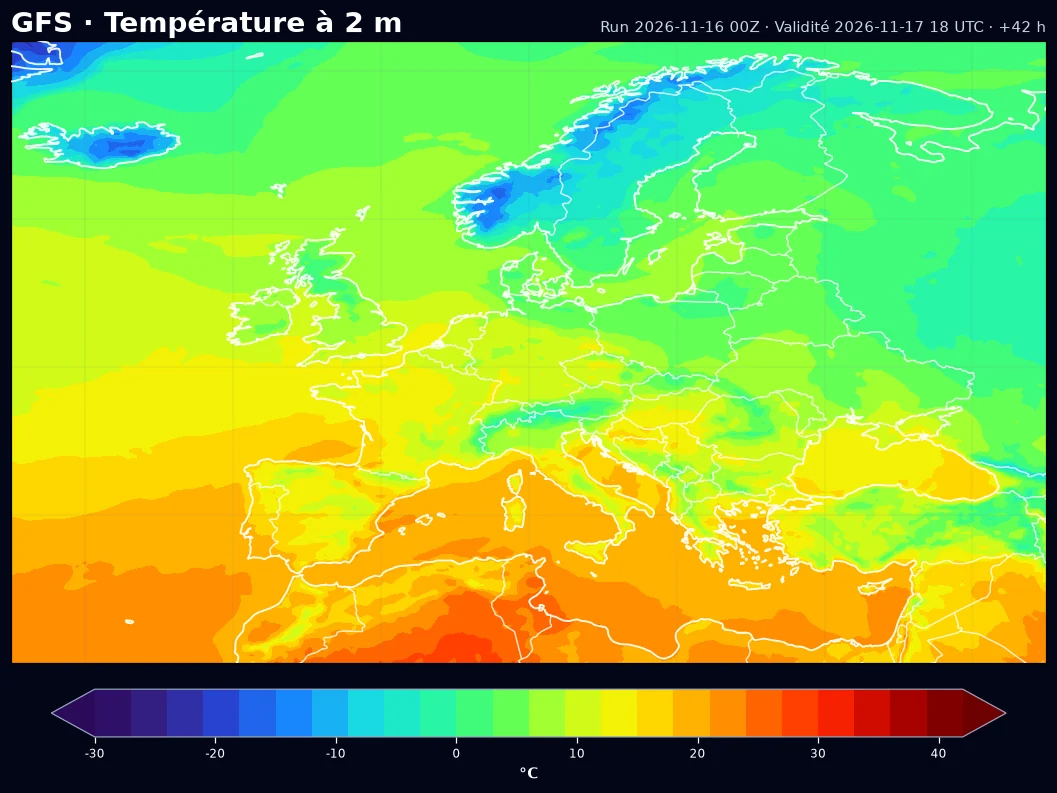 GFS · Température à 2 m
Run 2026-11-16 00Z · Validité 2026-11-17 18 UTC · +42 h
-30 -20 -10 0 10 20 30 40
°C